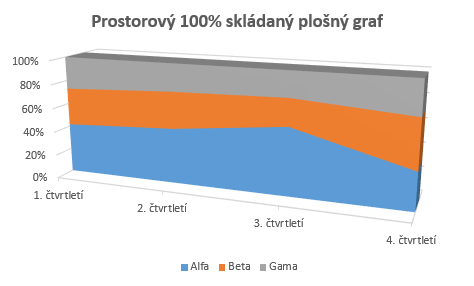 Prostorový 100% skládaný plošný graf
100%
80%
60%
40%
20%
0%
1. čtvrtletí
2. čtvrtletí
3. čtvrtletí
4. čtvrtletí
Alfa Beta Gama